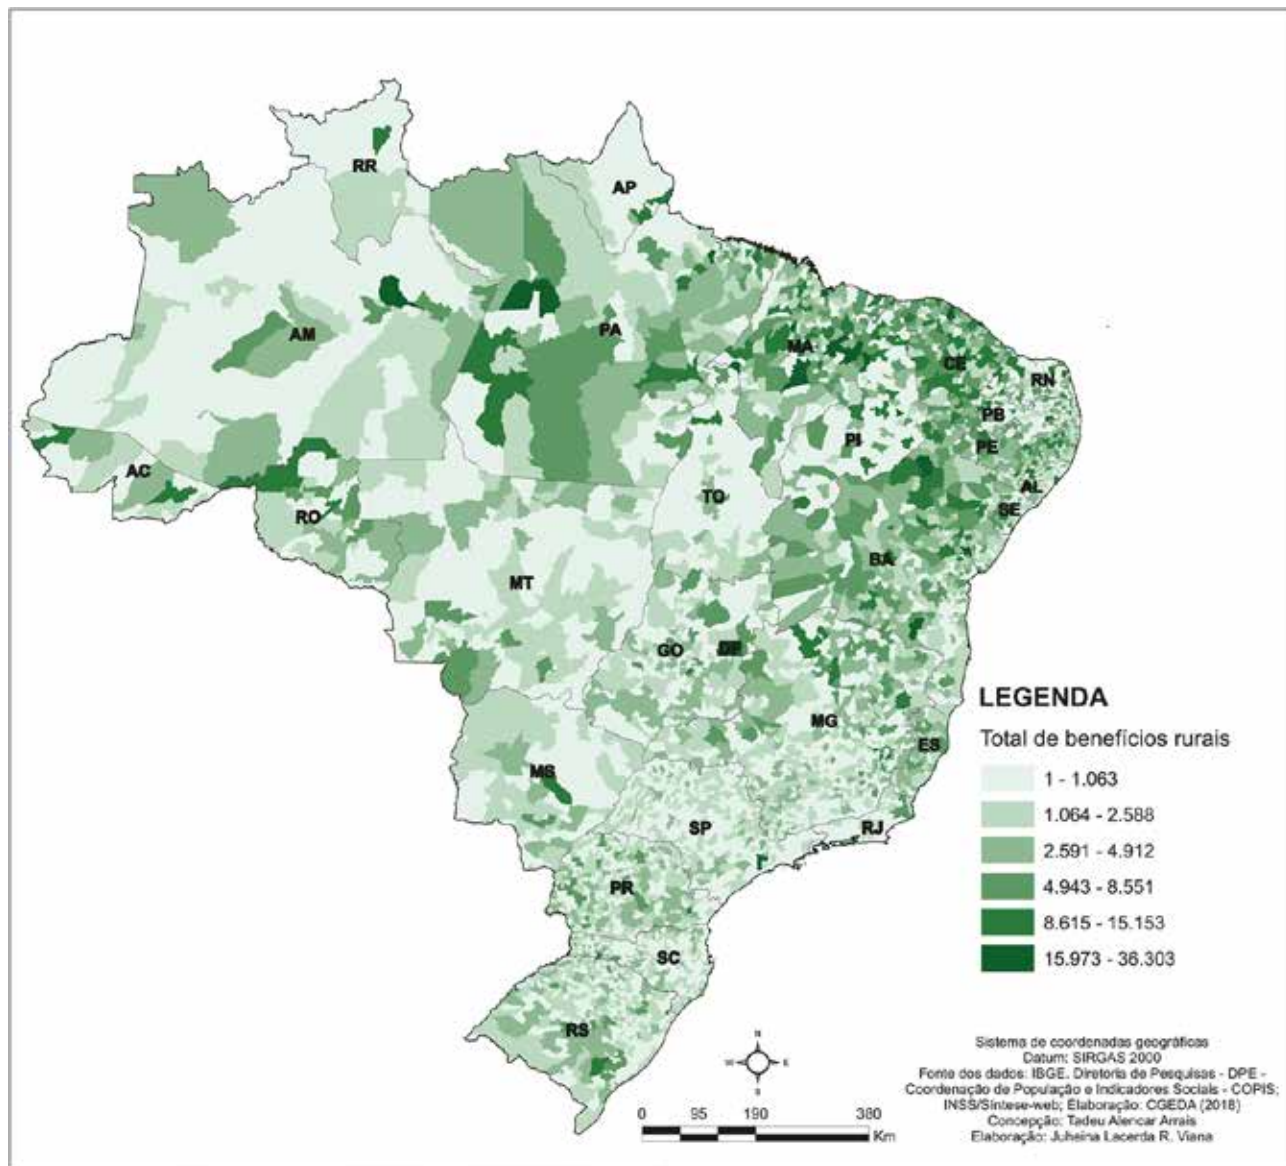 RR
AP
AM
PA
MA
CE
RN
PB
PI
PE
AC
AL
TO
SE
RO
BA
MT
GO
DF
MG
ES
MS
SP
RJ
PR
SC
RS
LEGENDA
Total de benefícios rurais
1 - 1.063
1.064 - 2.588
2.591 - 4.912
4.943 - 8.551
8.615 - 15.153
15.973 - 36.303
N
W
E
S
0 95 190 380
Km
Sistema de coordenadas geográficas
Datum: SIRGAS 2000
Fonte dos dados: IBGE. Diretoria de Pesquisas - DPE -
Coordenação de População e Indicadores Sociais - COPIS;
INSS/Síntese-web; Elaboração: CGEDA (2018)
Concepção: Tadeu Alencar Arrais
Elaboração: Juheina Lacerda R. Viana